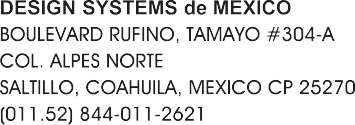 DESIGN SYSTEMS de MEXICO
BOULEVARD RUFINO, TAMAYO #304-A
COL. ALPES NORTE
SALTILLO, COAHUILA, MEXICO CP 25270
(011.52) 844-011-2621